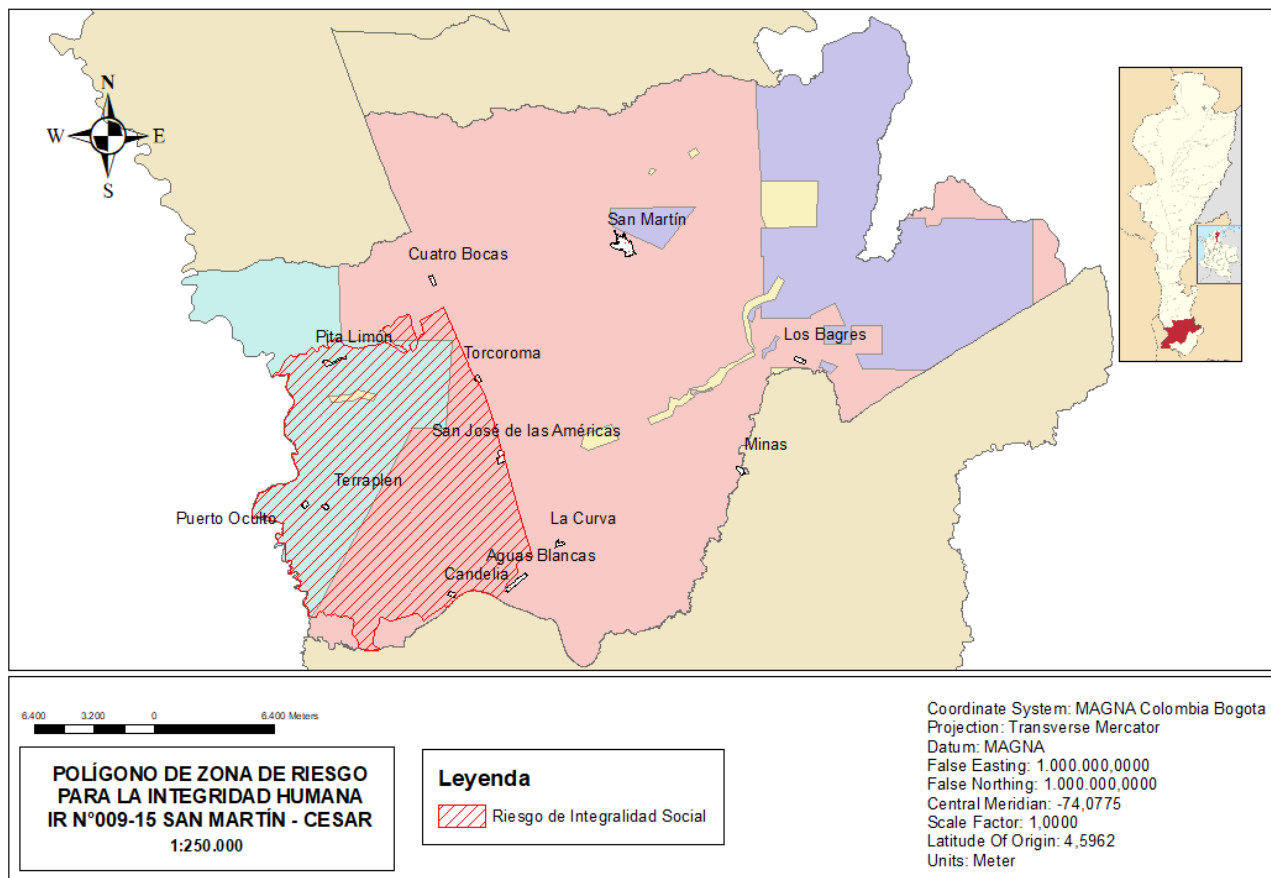 N
W
E
S
San Martín
Cuatro Bocas
Pita Limón
Los Bagres
Torcoroma
San José de las Américas
Minas
Terraplen
Puerto Oculto
La Curva
Aguas Blancas
Candelia
6.400 3.200 0 6.400 Meters
POLÍGONO DE ZONA DE RIESGO
PARA LA INTEGRIDAD HUMANA
IR N°009-15 SAN MARTÍN - CESAR
1:250.000
Leyenda
Riesgo de Integralidad Social
Coordinate System: MAGNA Colombia Bogota
Projection: Transverse Mercator
Datum: MAGNA
False Easting: 1.000.000,0000
False Northing: 1.000.000,0000
Central Meridian: -74,0775
Scale Factor: 1,0000
Latitude Of Origin: 4,5962
Units: Meter